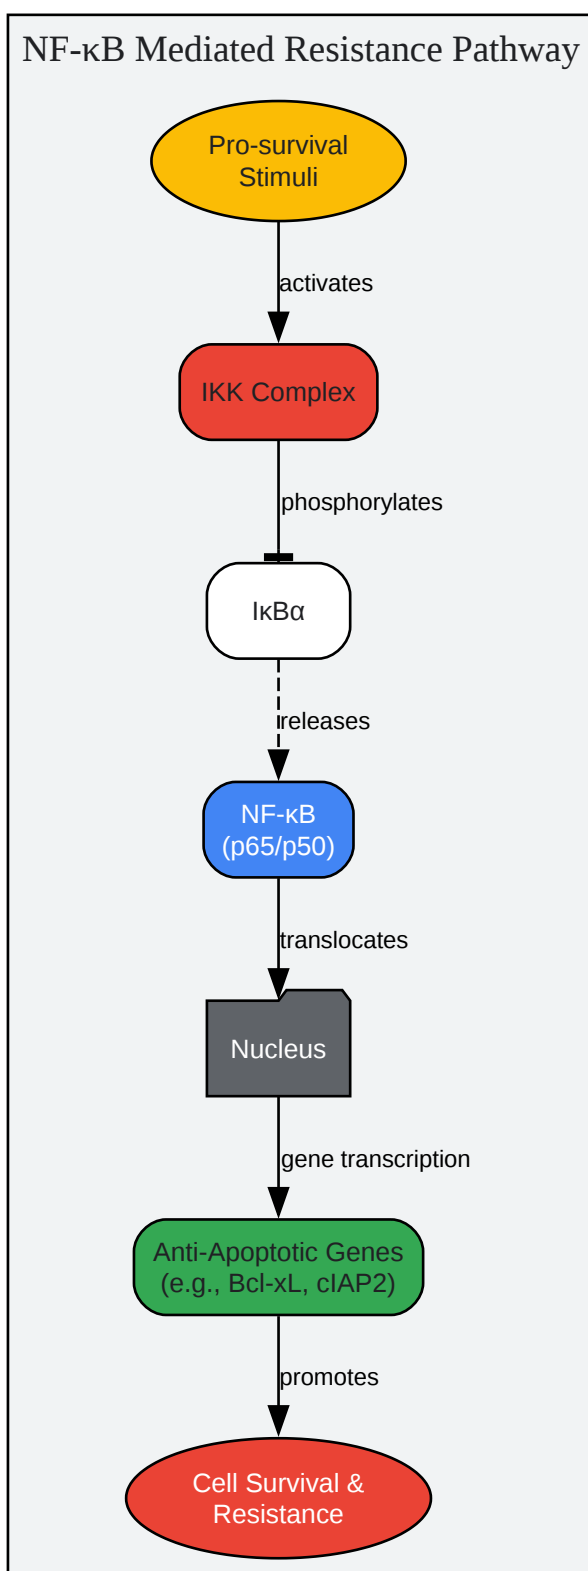 NF-κB Mediated Resistance Pathway
Pro-survival
Stimuli
activates
IKK Complex
phosphorylates
IκBα
releases
NF-κB
(p65/p50)
translocates
Nucleus
gene transcription
Anti-Apoptotic Genes
(e.g., Bcl-xL, cIAP2)
promotes
Cell Survival &
Resistance